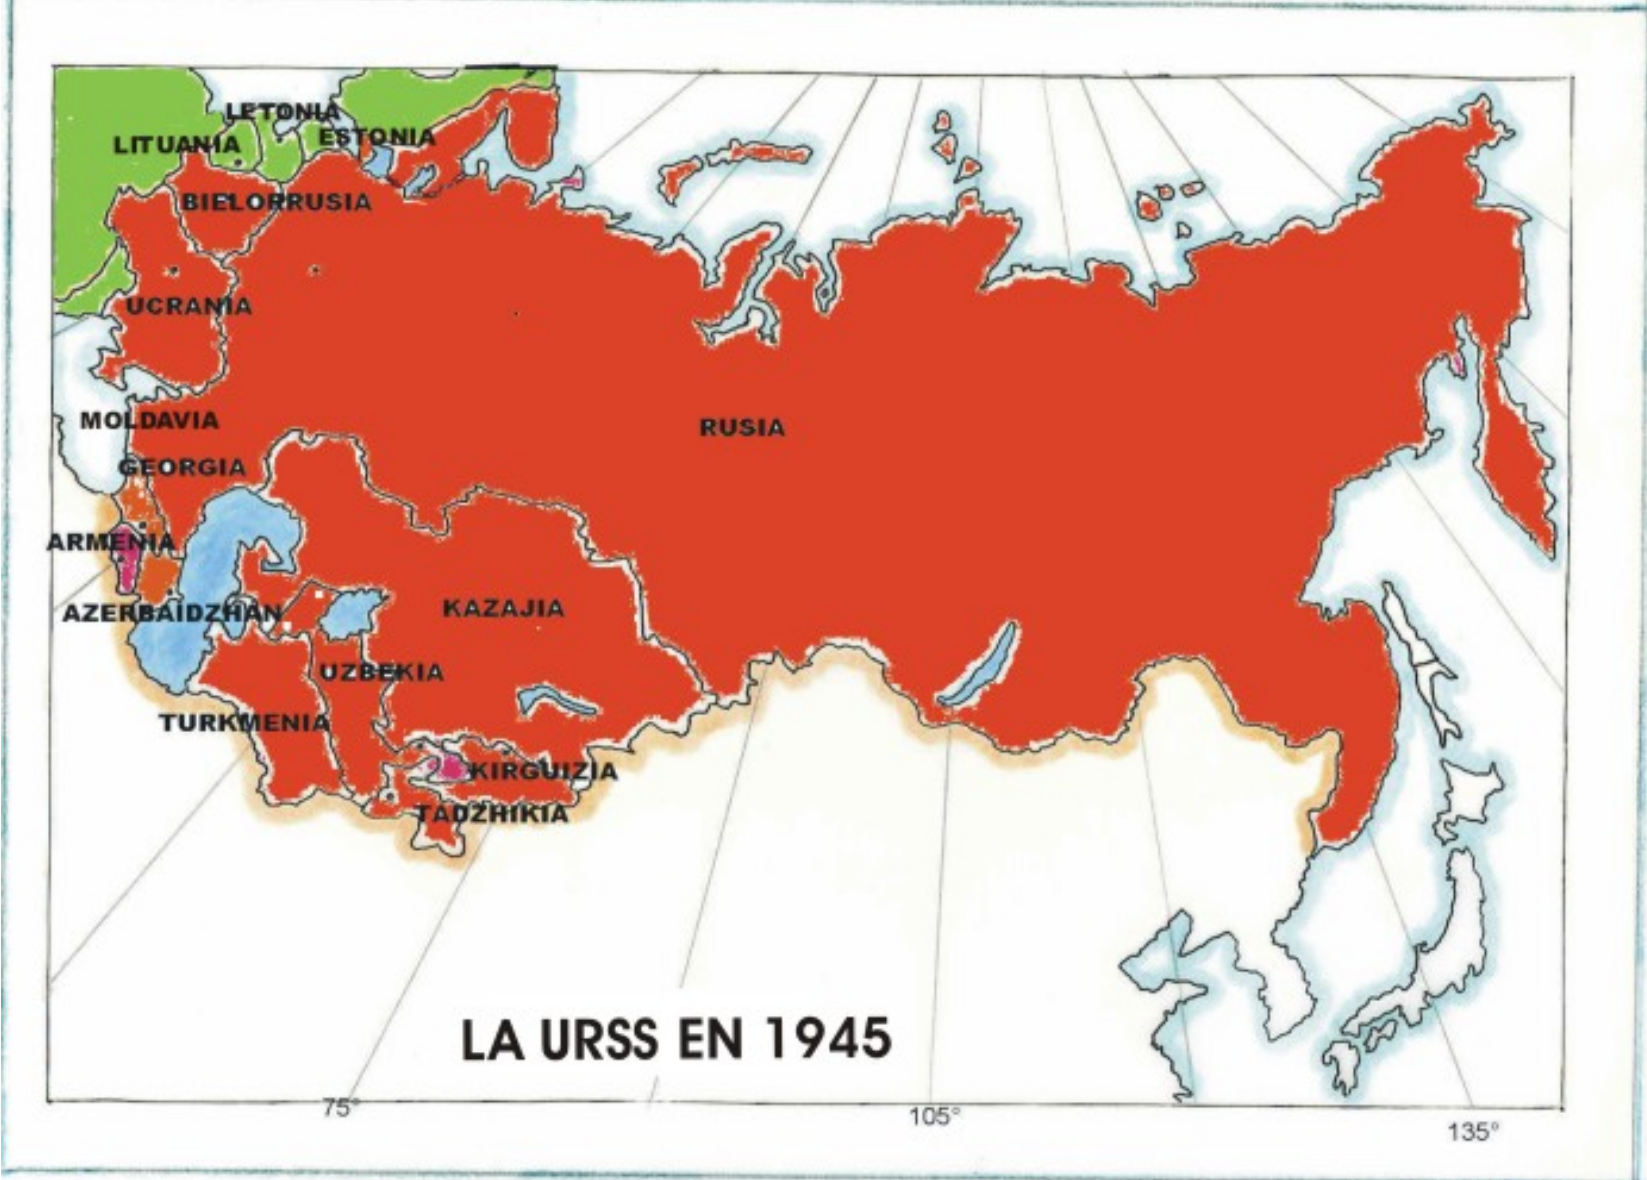 LETONIA
LITUANIA
ESTONIA
BIELORRUSIA
UCRANIA
MOLDAVIA
RUSIA
GEORGIA
ARMENIA
AZERBAIDZHAN
KAZAJIA
UZBEKIA
TURKMENIA
KIRGUIZIA
TADZHIKIA
LA URSS EN 1945
75°
105°
135°